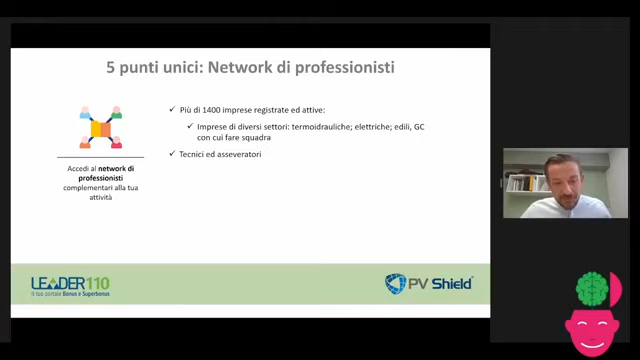 5 punti unici: Network di professionisti
✓ Più di 1400 imprese registrate ed attive:
✓ Imprese di diversi settori: termoidrauliche; elettriche; edili, GC
con cui fare squadra
✓ Tecnici ed asseveratori
Accedi al network di
professionisti
complementari alla tua
attività
LEADER110
il tuo portale Bonus e Superbonus
PV Shield